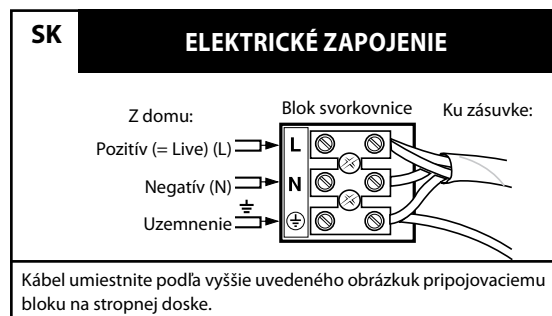 SK
ELEKTRICKÉ ZAPOJENIE
Z domu:
Blok svorkovnice
Ku zásuvke:
Pozitív (= Live) (L)
L
Negatív (N)
N
Uzemnenie
Kábel umiestnite podľa vyššie uvedeného obrázkuk pripojovaciemu
bloku na stropnej doske.